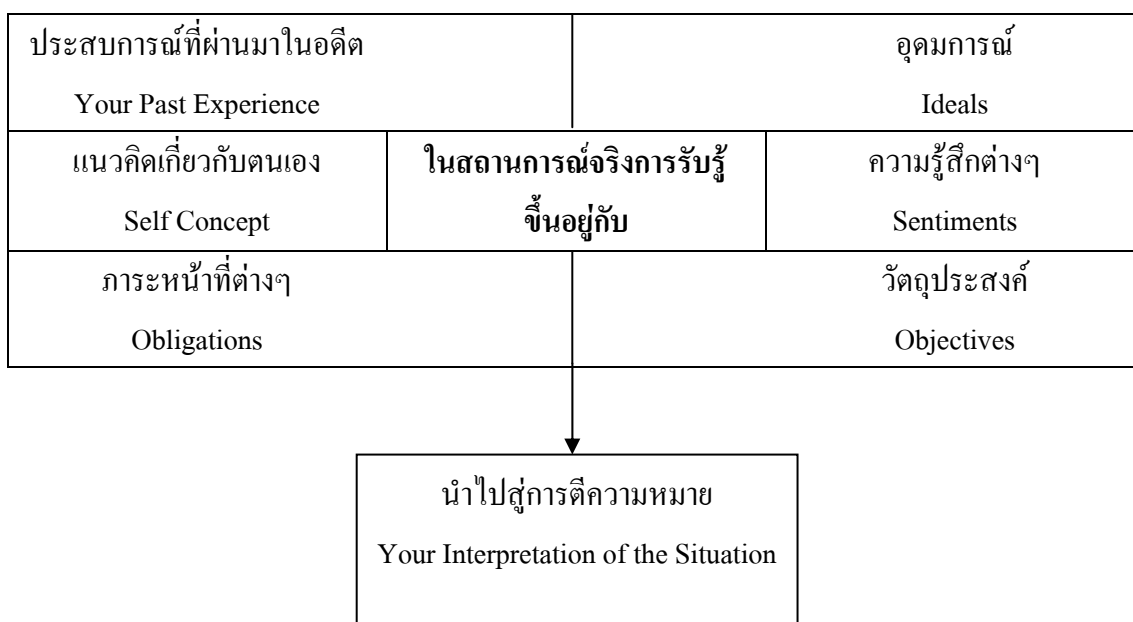 ประสบการณ์ที่ผ่านมาในอดีต
Your Past Experience
อุดมการณ์
Ideals
แนวคิดเกี่ยวกับตนเอง
Self Concept
ในสถานการณ์จริงการรับรู้
ขึ้นอยู่กับ
ความรู้สึกต่างๆ
Sentiments
ภาระหน้าที่ต่างๆ
Obligations
วัตถุประสงค์
Objectives
นำไปสู่การตีความหมาย
Your Interpretation of the Situation